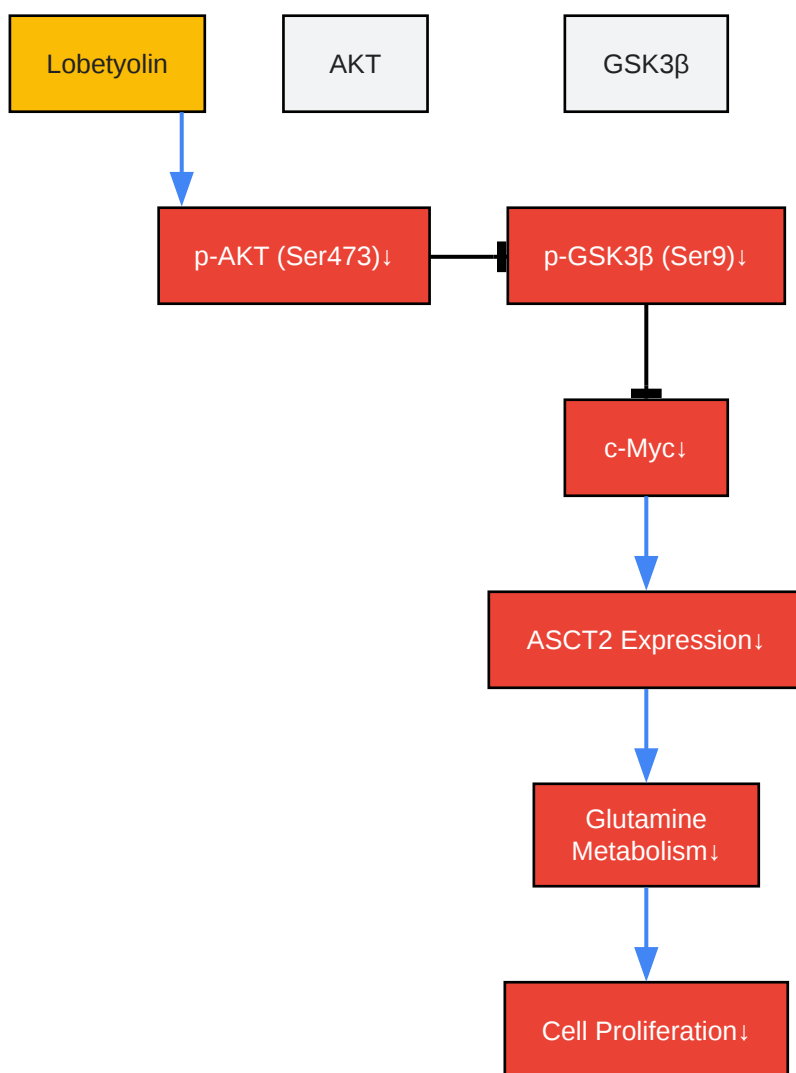 Lobetyolin
AKT
GSK3β
p-AKT (Ser473)↓
p-GSK3β (Ser9)↓
c-Myc↓
ASCT2 Expression↓
Glutamine
Metabolism↓
Cell Proliferation↓